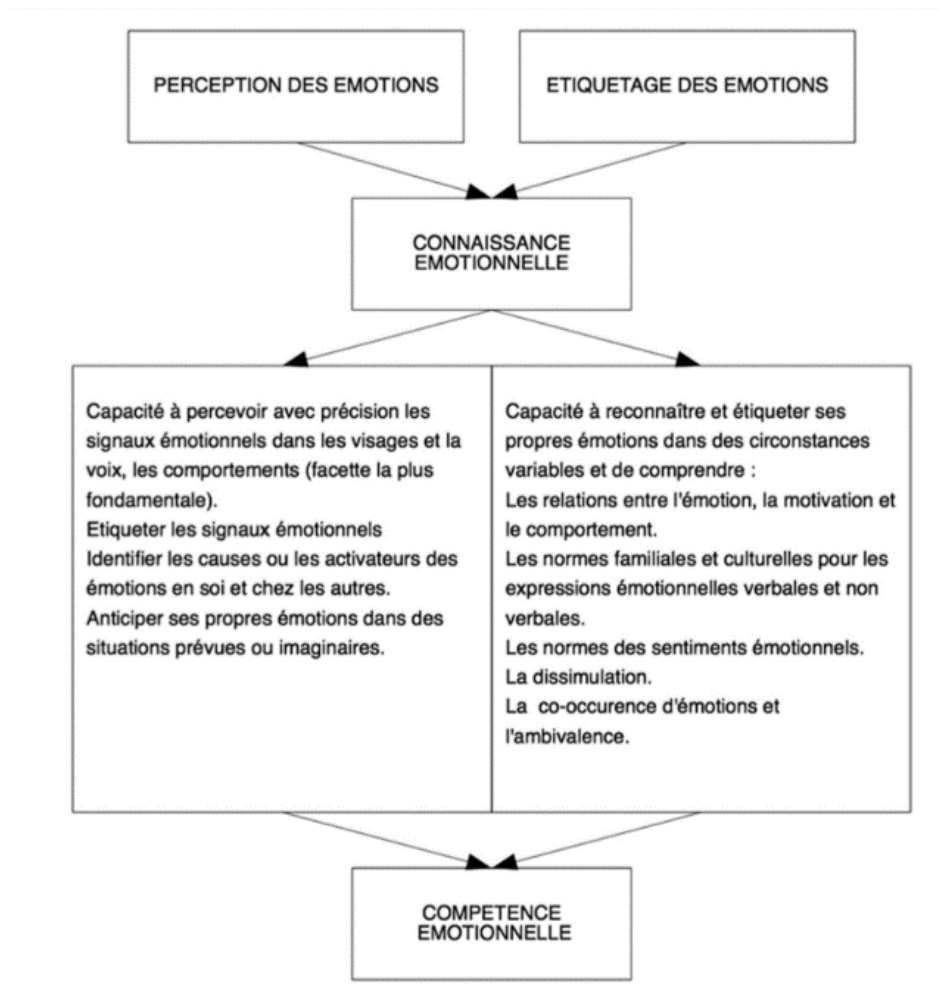 PERCEPTION DES EMOTIONS
ETIQUETAGE DES EMOTIONS
CONNAISSANCE
EMOTIONNELLE
Capacité à percevoir avec précision les
signaux émotionnels dans les visages et la
voix, les comportements (facette la plus
fondamentale).
Etiqueter les signaux émotionnels
Identifier les causes ou les activateurs des
émotions en soi et chez les autres.
Anticiper ses propres émotions dans des
situations prévues ou imaginaires.
Capacité à reconnaître et étiqueter ses
propres émotions dans des circonstances
variables et de comprendre :
Les relations entre l'émotion, la motivation et
le comportement.
Les normes familiales et culturelles pour les
expressions émotionnelles verbales et non
verbales.
Les normes des sentiments émotionnels.
La dissimulation.
La co-occurence d'émotions et
l'ambivalence.
COMPETENCE
EMOTIONNELLE